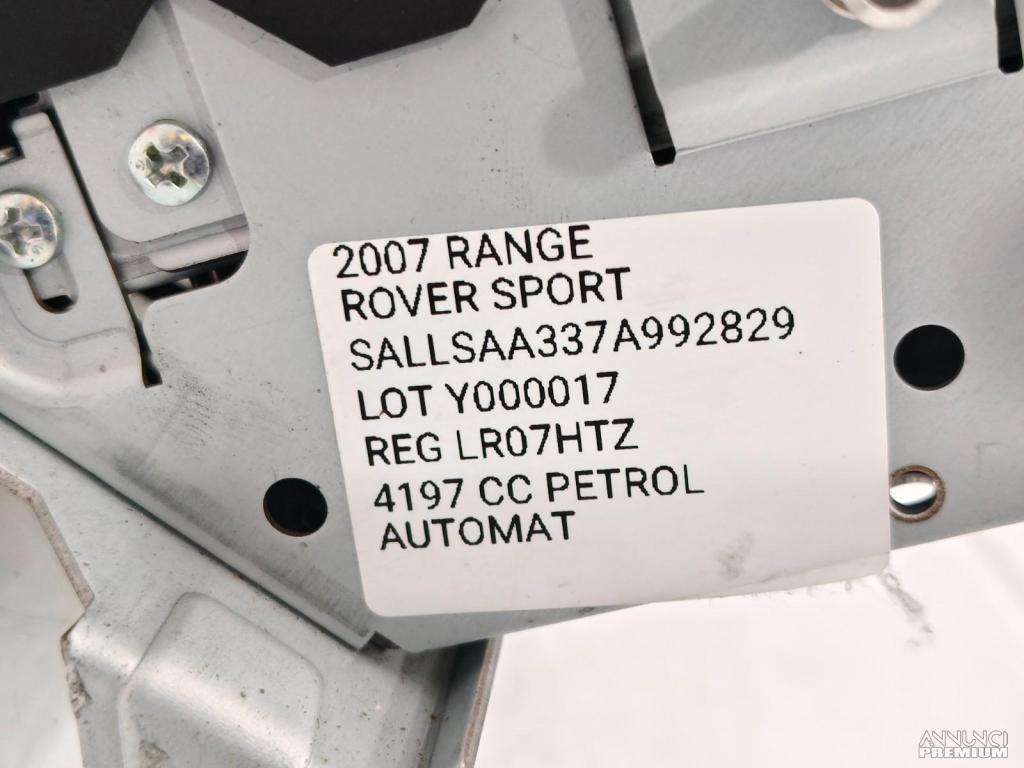 2007 RANGE
ROVER SPORT
SALLSAA337A992829
LOT Y000017
REG LR07HTZ
4197 CC PETROL
AUTOMAT
ANNUNCI
PREMIUM